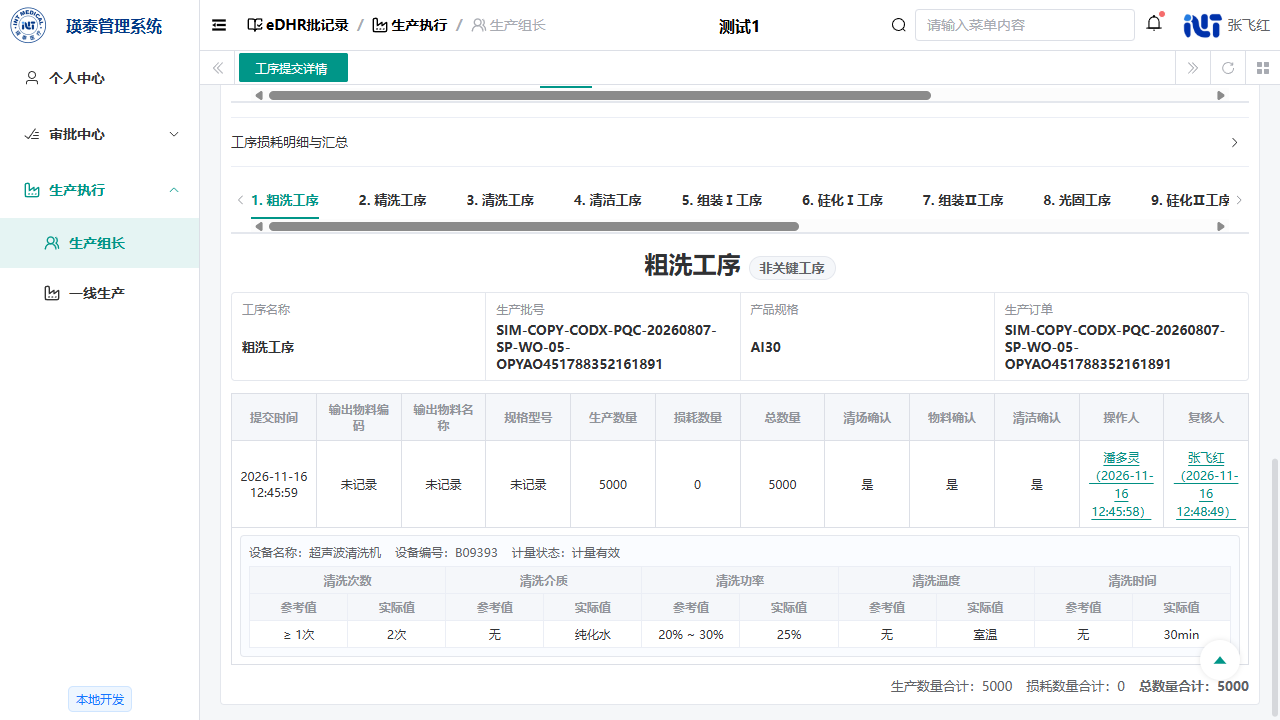 瑛泰管理系统
eDHR批记录 / 生产执行 / 生产组长
测试1
请输入菜单内容
张飞红
工序提交详情
个人中心
审批中心
生产执行
生产组长
一线生产
本地开发
工序损耗明细与汇总
1. 粗洗工序 2. 精洗工序 3. 清洗工序 4. 清洁工序 5. 组装Ⅰ工序 6. 硅化Ⅰ工序 7. 组装Ⅱ工序 8. 光固工序 9. 硅化Ⅱ工序
粗洗工序 非关键工序
工序名称 生产批号 产品规格 生产订单
粗洗工序
SIM-COPY-CODX-PQC-20260807-
SP-WO-05-
OPYAO451788352161891
AI30
SIM-COPY-CODX-PQC-20260807-
SP-WO-05-
OPYAO451788352161891
提交时间 输出物料编码 输出物料名称 规格型号 生产数量 损耗数量 总数量 清场确认 物料确认 清洁确认 操作人 复核人
2026-11-16
12:45:59
未记录 未记录 未记录 5000 0 5000 是 是 是
潘多灵
（2026-11-
16
12:45:58）
张飞红
（2026-11-
16
12:48:49）
设备名称：超声波清洗机 设备编号：B09393 计量状态：计量有效
清洗次数 清洗介质 清洗功率 清洗温度 清洗时间
参考值 实际值 参考值 实际值 参考值 实际值 参考值 实际值 参考值 实际值
≥ 1次 2次 无 纯化水 20% ~ 30% 25% 无 室温 无 30min
生产数量合计：5000 损耗数量合计：0 总数量合计：5000